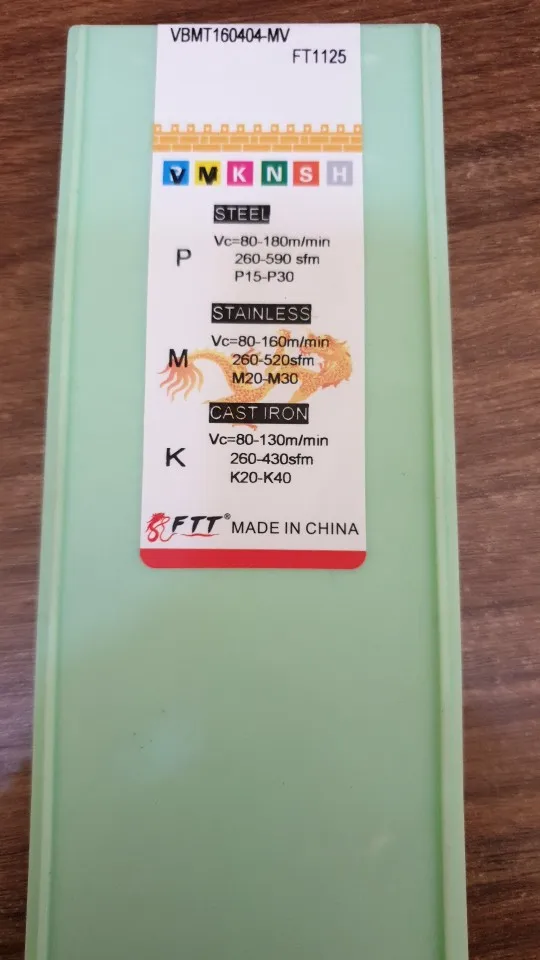 VBMT160404-MV
FT1125
P M K N S H
STEEL
P
Vc=80-180m/min
260-590 sfm
P15-P30
STAINLESS
M
Vc=80-160m/min
260-520sfm
M20-M30
CAST IRON
K
Vc=80-130m/min
260-430sfm
K20-K40
FTT® MADE IN CHINA